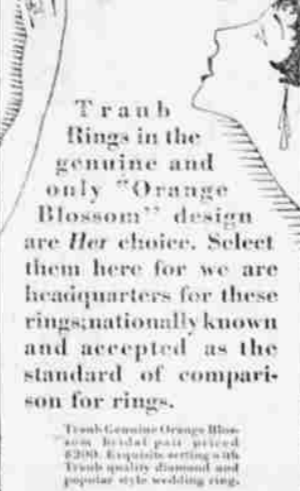 Traub
Rings in the
genuine and
only "Orange
Blossom" design
are Her choice. Select
them here for we are
headquarters for these
rings; nationally known
and accepted as the
standard of compari-
son for rings.
Traub Genuine Orange Blos-
som bridal pair priced
$200. Exquisite setting with
Traub quality diamond and
popular style wedding ring.